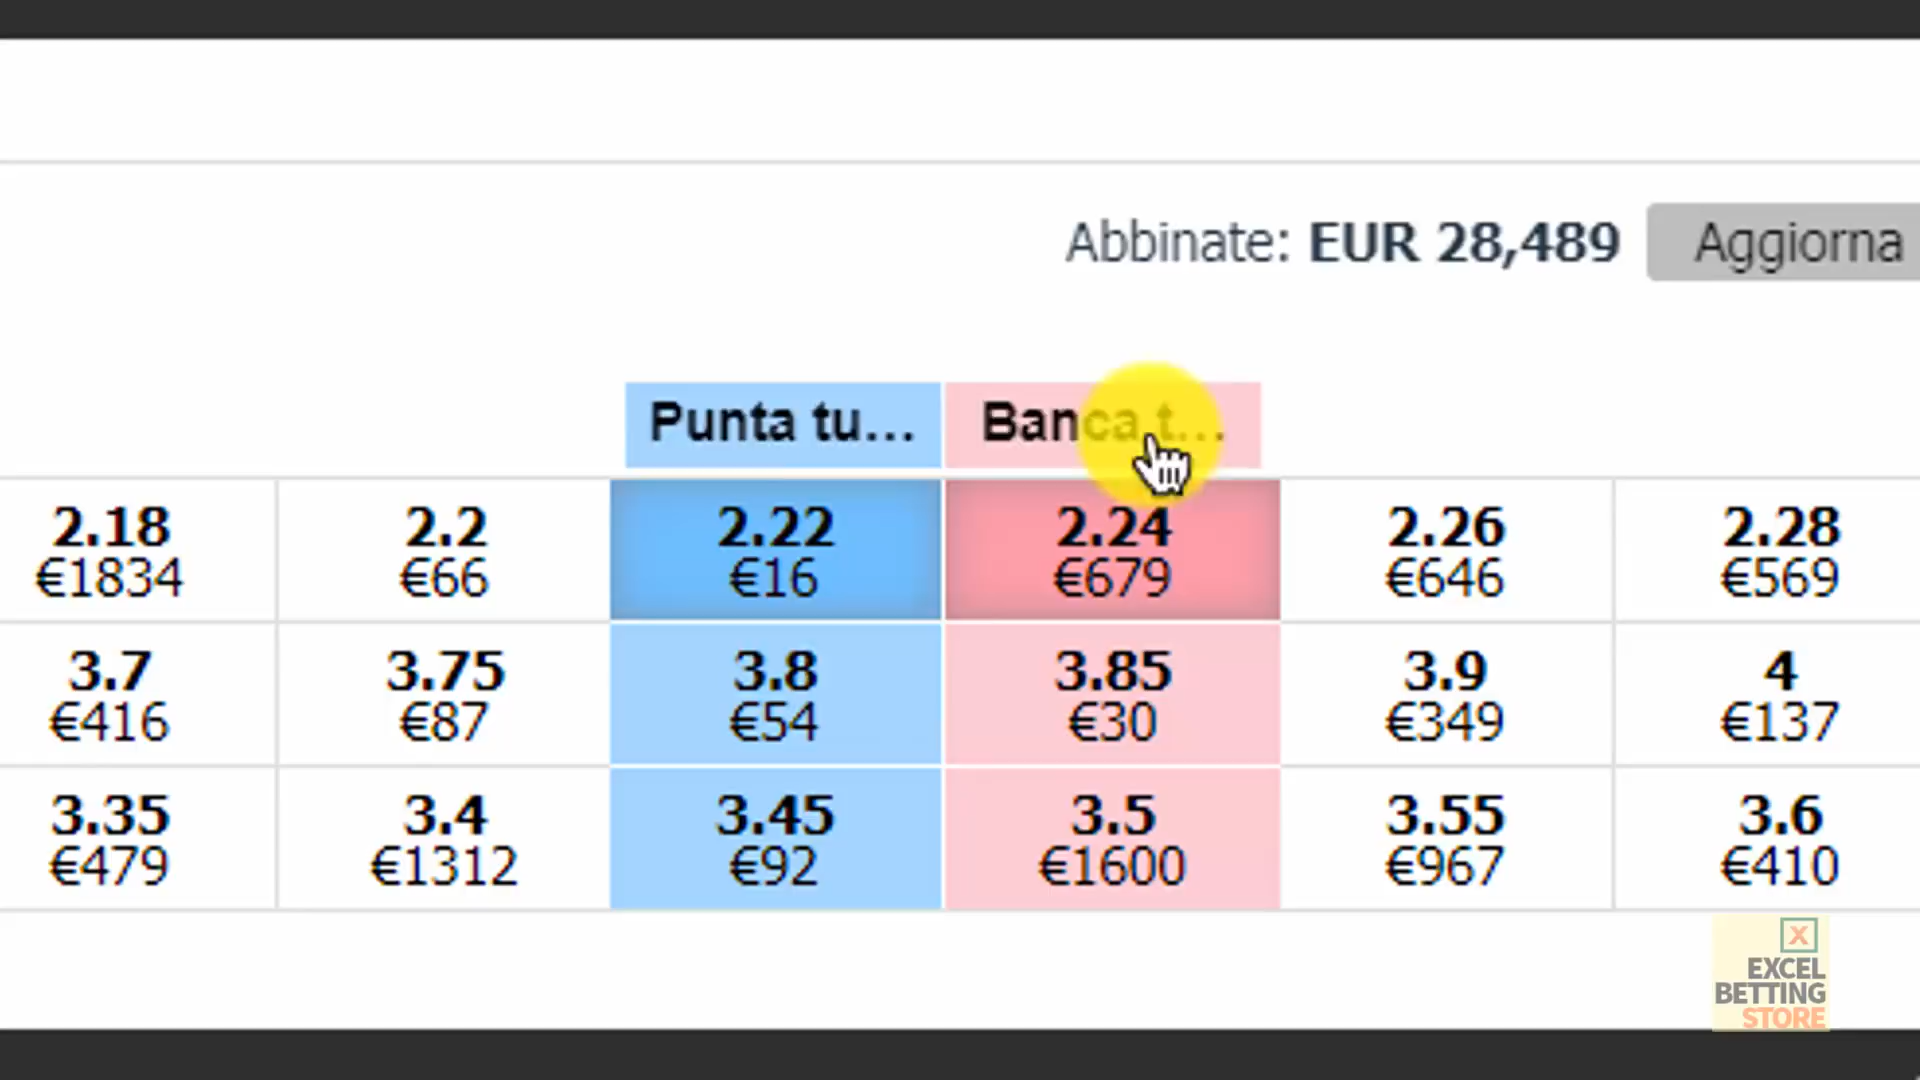 Abbinate: EUR 28,489 Aggiorna
Punta tu... Banca t...
2.18 2.2 2.22 2.24 2.26 2.28
€1834 €66 €16 €679 €646 €569
3.7 3.75 3.8 3.85 3.9 4
€416 €87 €54 €30 €349 €137
3.35 3.4 3.45 3.5 3.55 3.6
€479 €1312 €92 €1600 €967 €410
X
EXCEL
BETTING
STORE